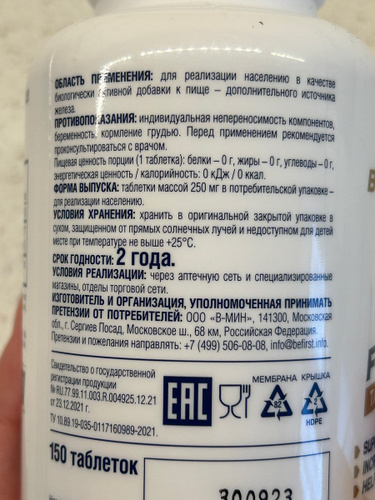 ОБЛАСТЬ ПРИМЕНЕНИЯ: для реализации населению в качестве
биологически активной добавки к пище – дополнительного источника
железа.
ПРОТИВОПОКАЗАНИЯ: индивидуальная непереносимость компонентов,
беременность, кормление грудью. Перед применением рекомендуется
проконсультироваться с врачом.
Пищевая ценность порции (1 таблетка): белки – 0 г, жиры – 0 г, углеводы – 0 г,
энергетическая ценность / калорийность: 0 кДж / 0 ккал.
ФОРМА ВЫПУСКА: таблетки массой 250 мг в потребительской упаковке –
для реализации населению.
УСЛОВИЯ ХРАНЕНИЯ: хранить в оригинальной закрытой упаковке в
сухом, защищенном от прямых солнечных лучей и недоступном для детей
месте при температуре не выше +25°С.
СРОК ГОДНОСТИ: 2 года.
УСЛОВИЯ РЕАЛИЗАЦИИ: через аптечную сеть и специализированные
магазины, отделы торговой сети.
ИЗГОТОВИТЕЛЬ И ОРГАНИЗАЦИЯ, УПОЛНОМОЧЕННАЯ ПРИНИМАТЬ
ПРЕТЕНЗИИ ОТ ПОТРЕБИТЕЛЕЙ: ООО «В-МИН», 141300, Московская
обл., г. Сергиев Посад, Московское ш., 68 км, Российская Федерация.
Претензии и пожелания направлять: +7 (499) 506-08-08, info@befirst.info.
Свидетельство о государственной
регистрации продукции
№ RU.77.99.11.003.R.004925.12.21
от 23.12.2021 г.
ТУ 10.89.19-035-0117160989-2021.
ЕАС
МЕМБРАНА КРЫШКА
82
2
HDPE
150 таблеток
300923